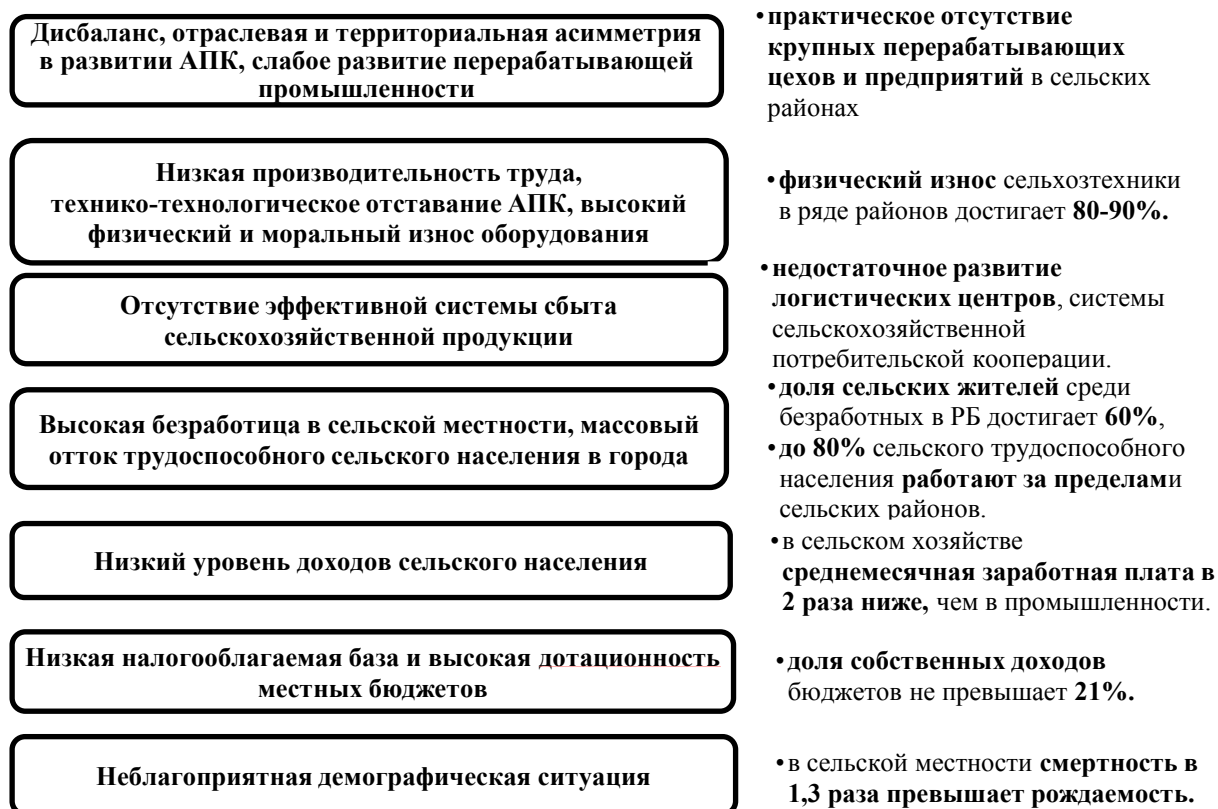 Дисбаланс, отраслевая и территориальная асимметрия
в развитии АПК, слабое развитие перерабатывающей
промышленности
•практическое отсутствие
крупных перерабатывающих
цехов и предприятий в сельских
районах
Низкая производительность труда,
технико-технологическое отставание АПК, высокий
физический и моральный износ оборудования
•физический износ сельхозтехники
в ряде районов достигает 80-90%.
Отсутствие эффективной системы сбыта
сельскохозяйственной продукции
•недостаточное развитие
логистических центров, системы
сельскохозяйственной
потребительской кооперации.
Высокая безработица в сельской местности, массовый
отток трудоспособного сельского населения в города
•доля сельских жителей среди
безработных в РБ достигает 60%,
•до 80% сельского трудоспособного
населения работают за пределами
сельских районов.
Низкий уровень доходов сельского населения
•в сельском хозяйстве
среднемесячная заработная плата в
2 раза ниже, чем в промышленности.
Низкая налогооблагаемая база и высокая дотационность
местных бюджетов
•доля собственных доходов
бюджетов не превышает 21%.
Неблагоприятная демографическая ситуация
•в сельской местности смертность в
1,3 раза превышает рождаемость.